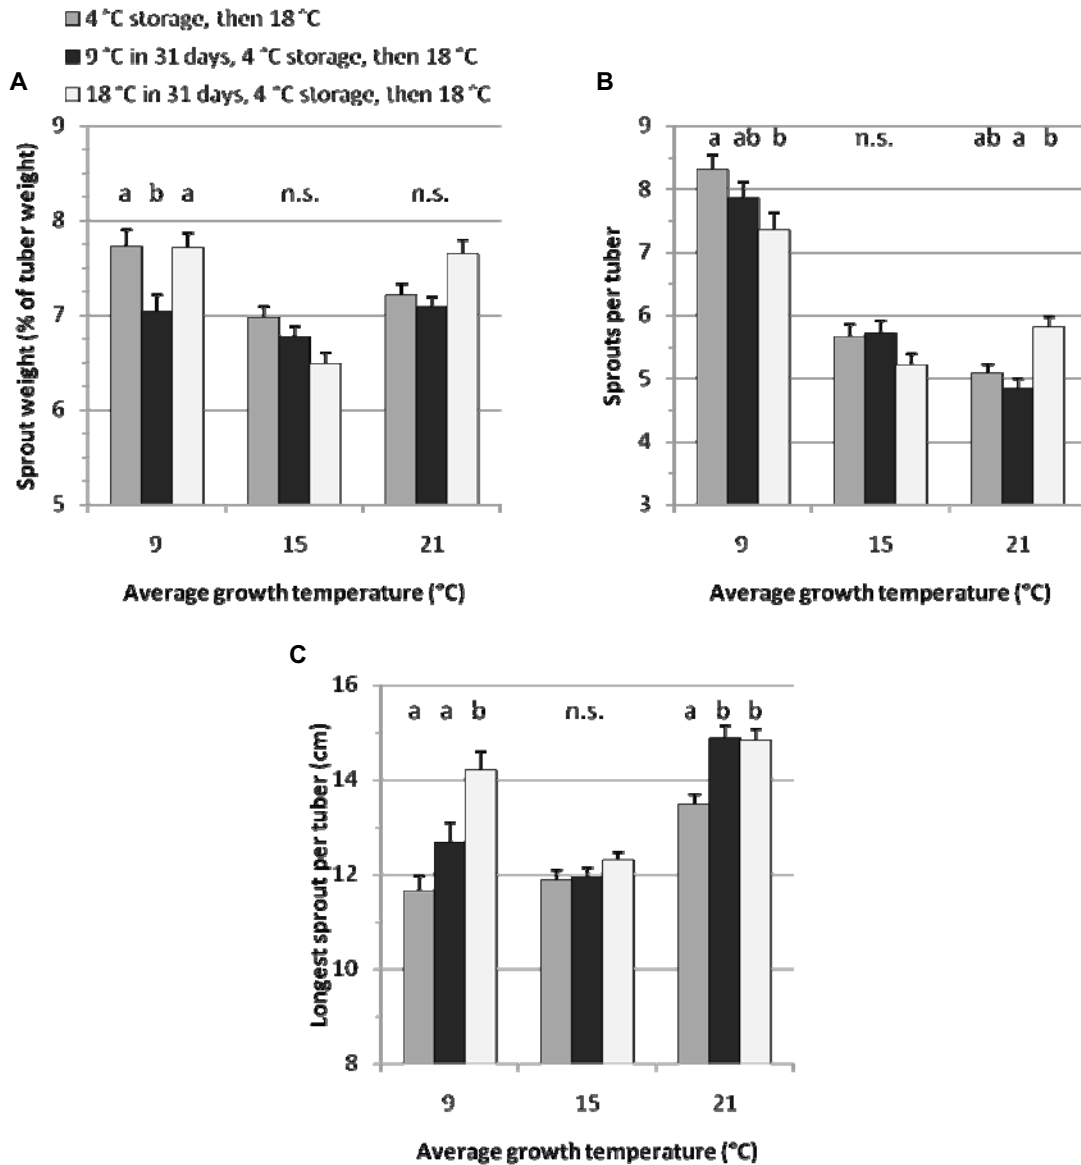 4 °C storage, then 18 °C
9 °C in 31 days, 4 °C storage, then 18 °C
18 °C in 31 days, 4 °C storage, then 18 °C
A
9
8
7
6
5
Sprout weight (% of tuber weight)
a b a
n.s.
n.s.
9 15 21
Average growth temperature (°C)
B
9
8
7
6
5
4
3
Sprouts per tuber
a ab b
n.s.
ab a b
9 15 21
Average growth temperature (°C)
C
16
14
12
10
8
Longest sprout per tuber (cm)
a a b
n.s.
a b b
9 15 21
Average growth temperature (°C)